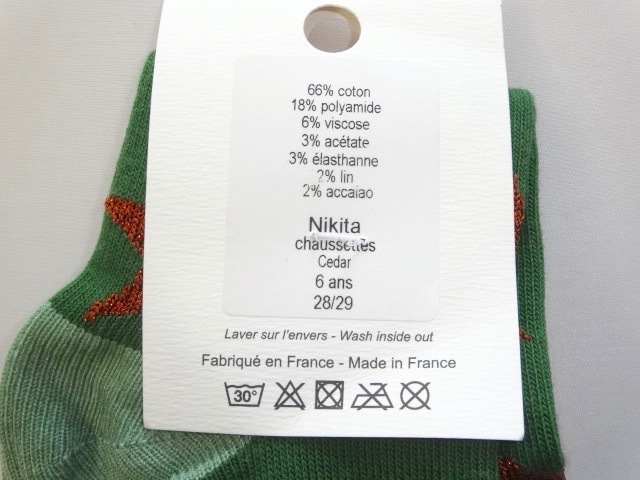 66% coton
18% polyamide
6% viscose
3% acétate
3% élasthanne
2% lin
2% accaiao
Nikita
chaussettes
Cedar
6 ans
28/29
Laver sur l'envers - Wash inside out
Fabriqué en France - Made in France
30°